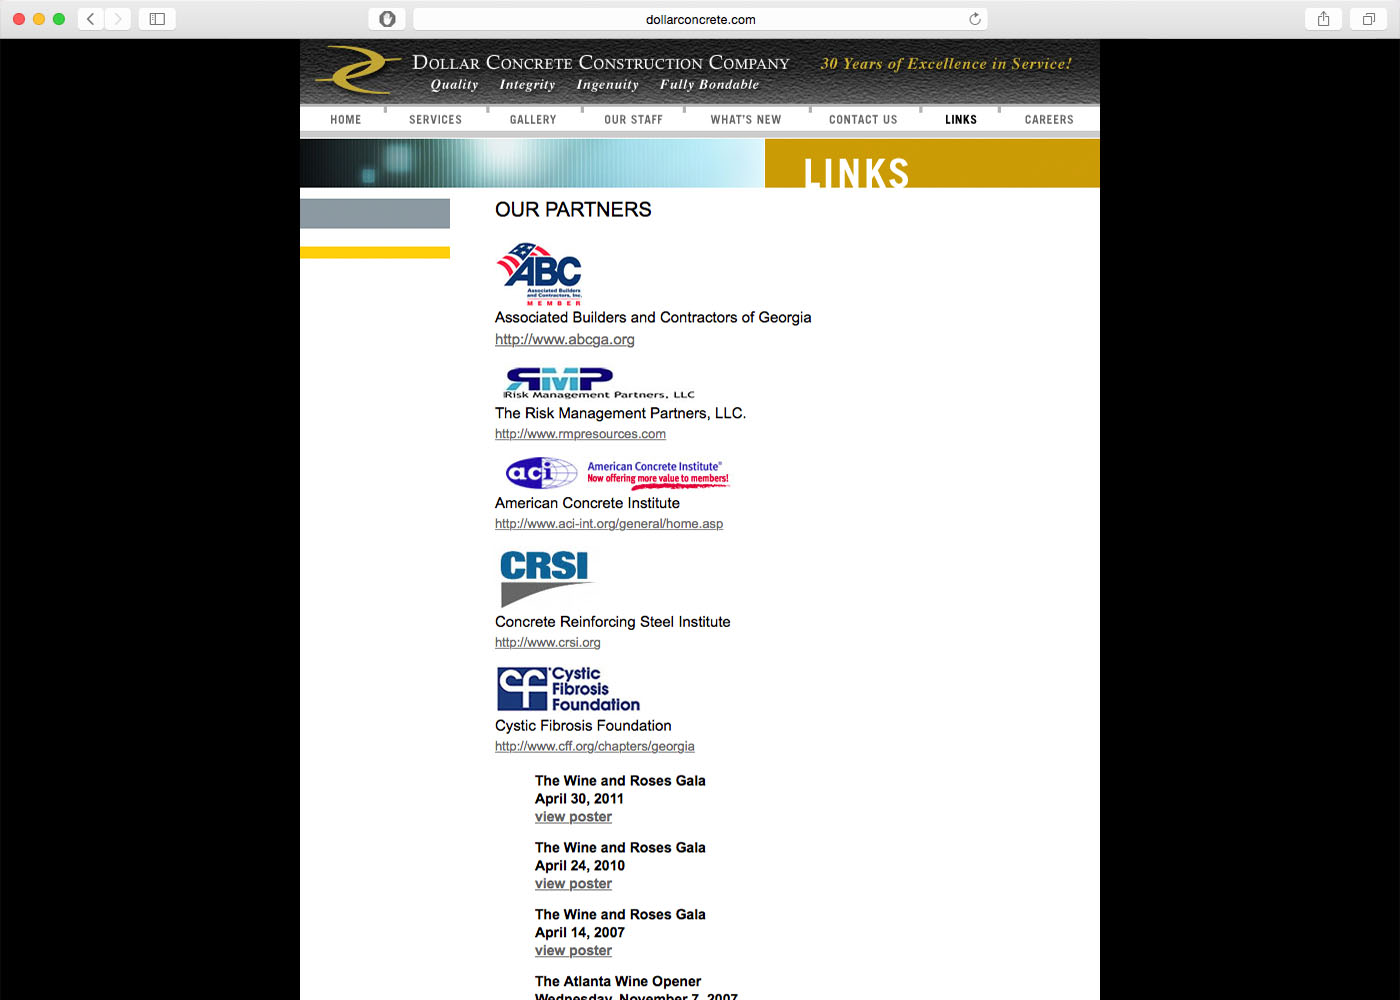 dollarconcrete.com
DOLLAR CONCRETE CONSTRUCTION COMPANY
30 Years of Excellence in Service!
Quality Integrity Ingenuity Fully Bondable
HOME SERVICES GALLERY OUR STAFF WHAT'S NEW CONTACT US LINKS CAREERS
LINKS
OUR PARTNERS
ABC
Associated Builders
and Contractors, Inc.
MEMBER
Associated Builders and Contractors of Georgia
http://www.abcga.org
RMP
Risk Management Partners, LLC
The Risk Management Partners, LLC.
http://www.rmpresources.com
aci
American Concrete Institute®
Now offering more value to members!
American Concrete Institute
http://www.aci-int.org/general/home.asp
CRSI
Concrete Reinforcing Steel Institute
http://www.crsi.org
cf
Cystic
Fibrosis
Foundation
Cystic Fibrosis Foundation
http://www.cff.org/chapters/georgia
The Wine and Roses Gala
April 30, 2011
view poster
The Wine and Roses Gala
April 24, 2010
view poster
The Wine and Roses Gala
April 14, 2007
view poster
The Atlanta Wine Opener
Wednesday, November 7, 2007